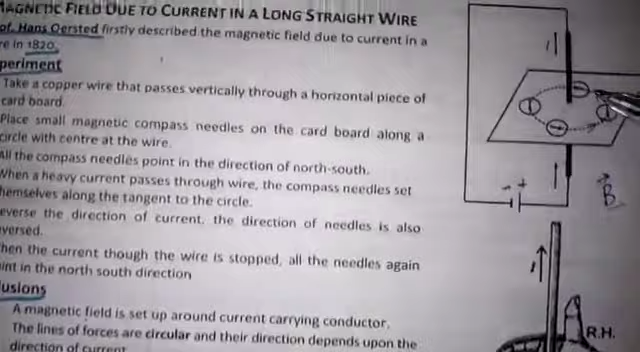 MAGNETIC FIELD DUE TO CURRENT IN A LONG STRAIGHT WIRE
of. Hans Oersted firstly described the magnetic field due to current in a
re in 1820.
periment
Take a copper wire that passes vertically through a horizontal piece of
card board.
Place small magnetic compass needles on the card board along a
circle with centre at the wire.
All the compass needles point in the direction of north-south.
When a heavy current passes through wire, the compass needles set
hemselves along the tangent to the circle.
everse the direction of current, the direction of needles is also
versed.
hen the current though the wire is stopped, all the needles again
int in the north south direction
lusions
A magnetic field is set up around current carrying conductor.
The lines of forces are circular and their direction depends upon the
direction of current
I
- +
B
I
R.H.